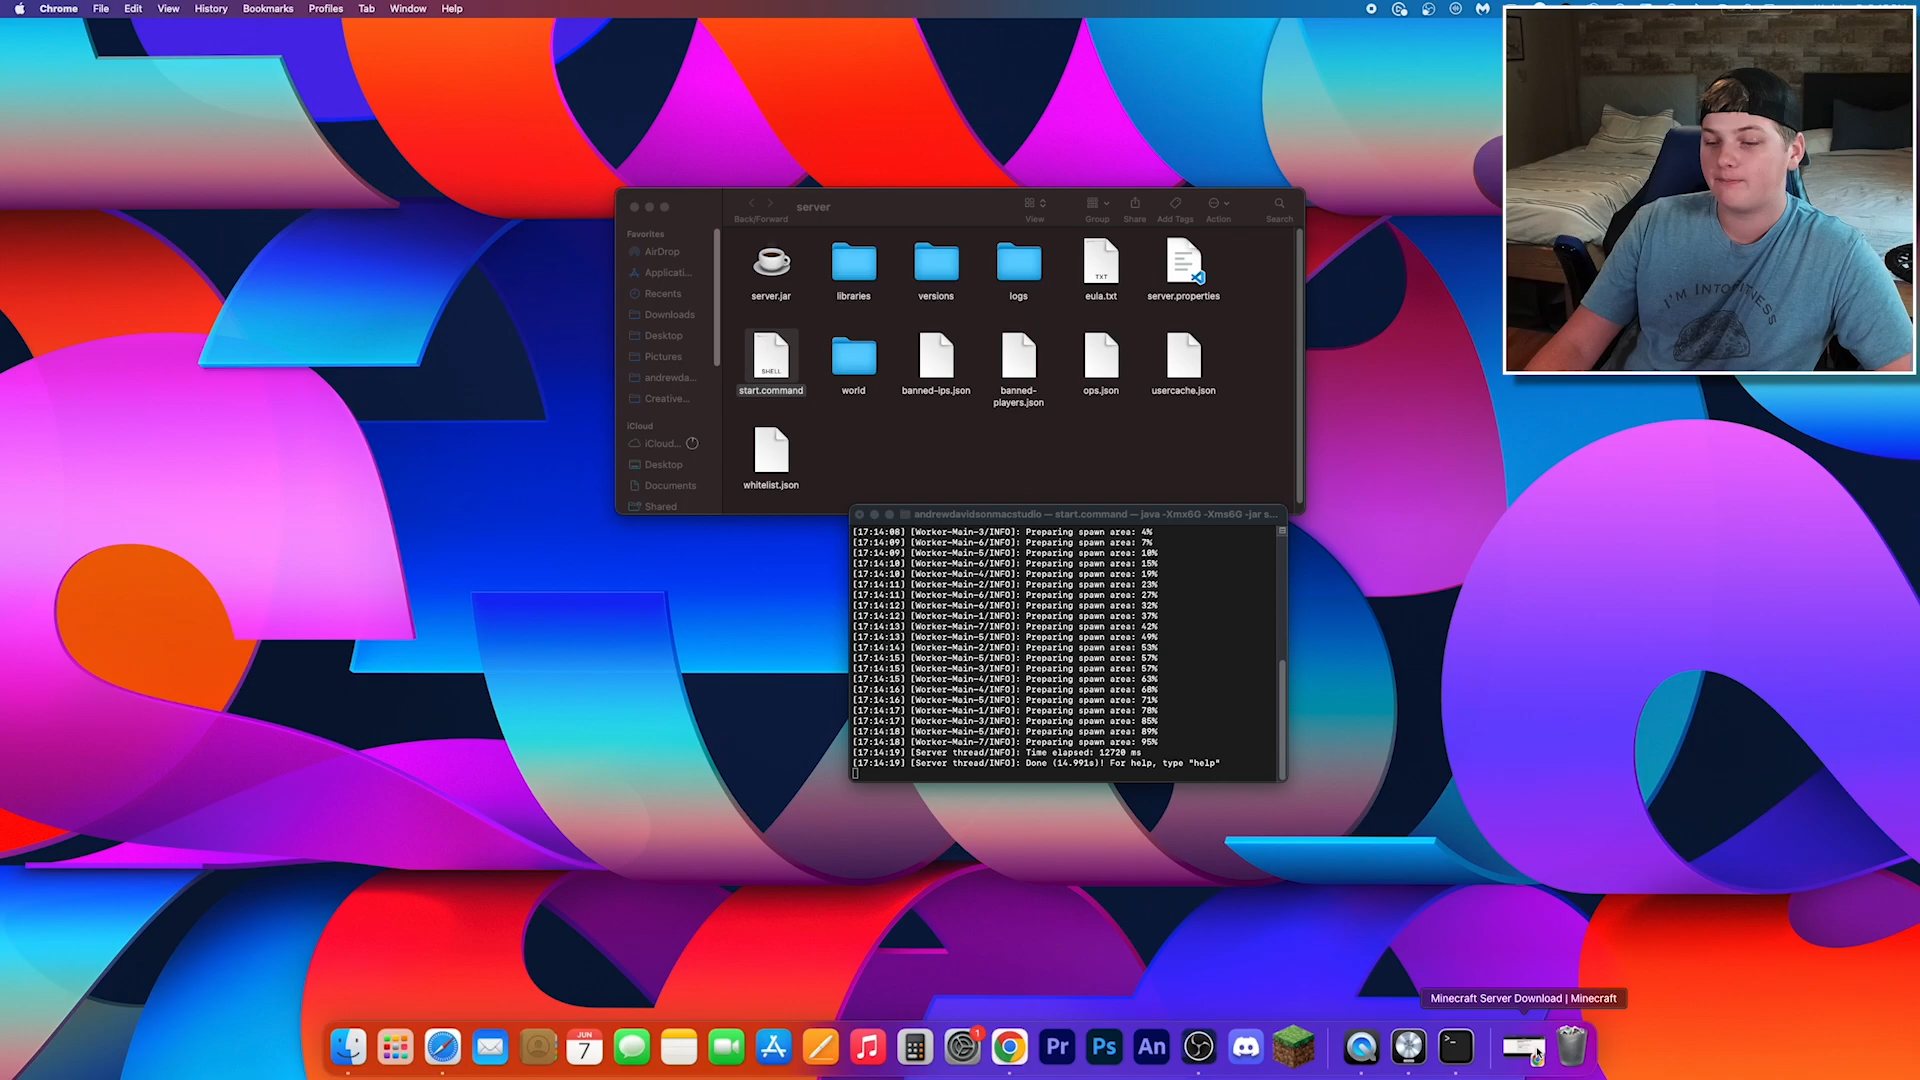 Chrome File Edit View History Bookmarks Profiles Tab Window Help
server
Back/Forward View Group Share Add Tags Action Search
Favorites
AirDrop
Applicati...
Recents
Downloads
Desktop
Pictures
andrewda...
Creative...
iCloud
iCloud...
Desktop
Documents
Shared
TXT
server.jar libraries versions logs eula.txt server.properties
SHELL
start.command world banned-ips.json banned-players.json ops.json usercache.json
whitelist.json
andrewdavidsonmacstudio — start.command — java -Xmx6G -Xms6G -jar s...
[17:14:08] [Worker-Main-3/INFO]: Preparing spawn area: 4%
[17:14:09] [Worker-Main-6/INFO]: Preparing spawn area: 7%
[17:14:09] [Worker-Main-5/INFO]: Preparing spawn area: 10%
[17:14:10] [Worker-Main-6/INFO]: Preparing spawn area: 15%
[17:14:10] [Worker-Main-4/INFO]: Preparing spawn area: 19%
[17:14:11] [Worker-Main-2/INFO]: Preparing spawn area: 23%
[17:14:11] [Worker-Main-6/INFO]: Preparing spawn area: 27%
[17:14:12] [Worker-Main-6/INFO]: Preparing spawn area: 32%
[17:14:12] [Worker-Main-1/INFO]: Preparing spawn area: 37%
[17:14:13] [Worker-Main-7/INFO]: Preparing spawn area: 42%
[17:14:13] [Worker-Main-5/INFO]: Preparing spawn area: 49%
[17:14:14] [Worker-Main-2/INFO]: Preparing spawn area: 53%
[17:14:15] [Worker-Main-5/INFO]: Preparing spawn area: 57%
[17:14:15] [Worker-Main-3/INFO]: Preparing spawn area: 57%
[17:14:15] [Worker-Main-4/INFO]: Preparing spawn area: 63%
[17:14:16] [Worker-Main-4/INFO]: Preparing spawn area: 68%
[17:14:16] [Worker-Main-5/INFO]: Preparing spawn area: 71%
[17:14:17] [Worker-Main-1/INFO]: Preparing spawn area: 78%
[17:14:17] [Worker-Main-3/INFO]: Preparing spawn area: 85%
[17:14:18] [Worker-Main-5/INFO]: Preparing spawn area: 89%
[17:14:18] [Worker-Main-7/INFO]: Preparing spawn area: 95%
[17:14:19] [Server thread/INFO]: Time elapsed: 12720 ms
[17:14:19] [Server thread/INFO]: Done (14.991s)! For help, type "help"
I'M INTO FITNESS
Minecraft Server Download | Minecraft
JUN
7
1
Pr
Ps
An
>_